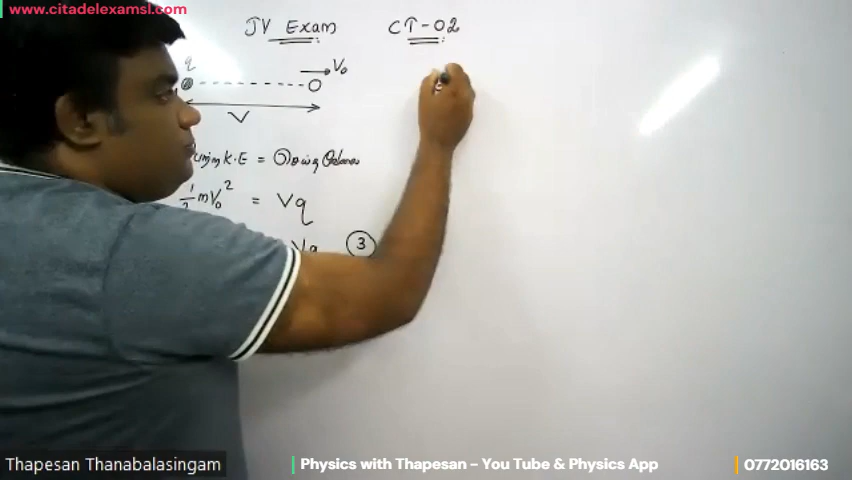 www.citadelexamsl.com
JV Exam CT-02
q V₀
V
K.E =
½mV₀² = Vq
Vq ③
Thapesan Thanabalasingam
Physics with Thapesan - You Tube & Physics App
0772016163